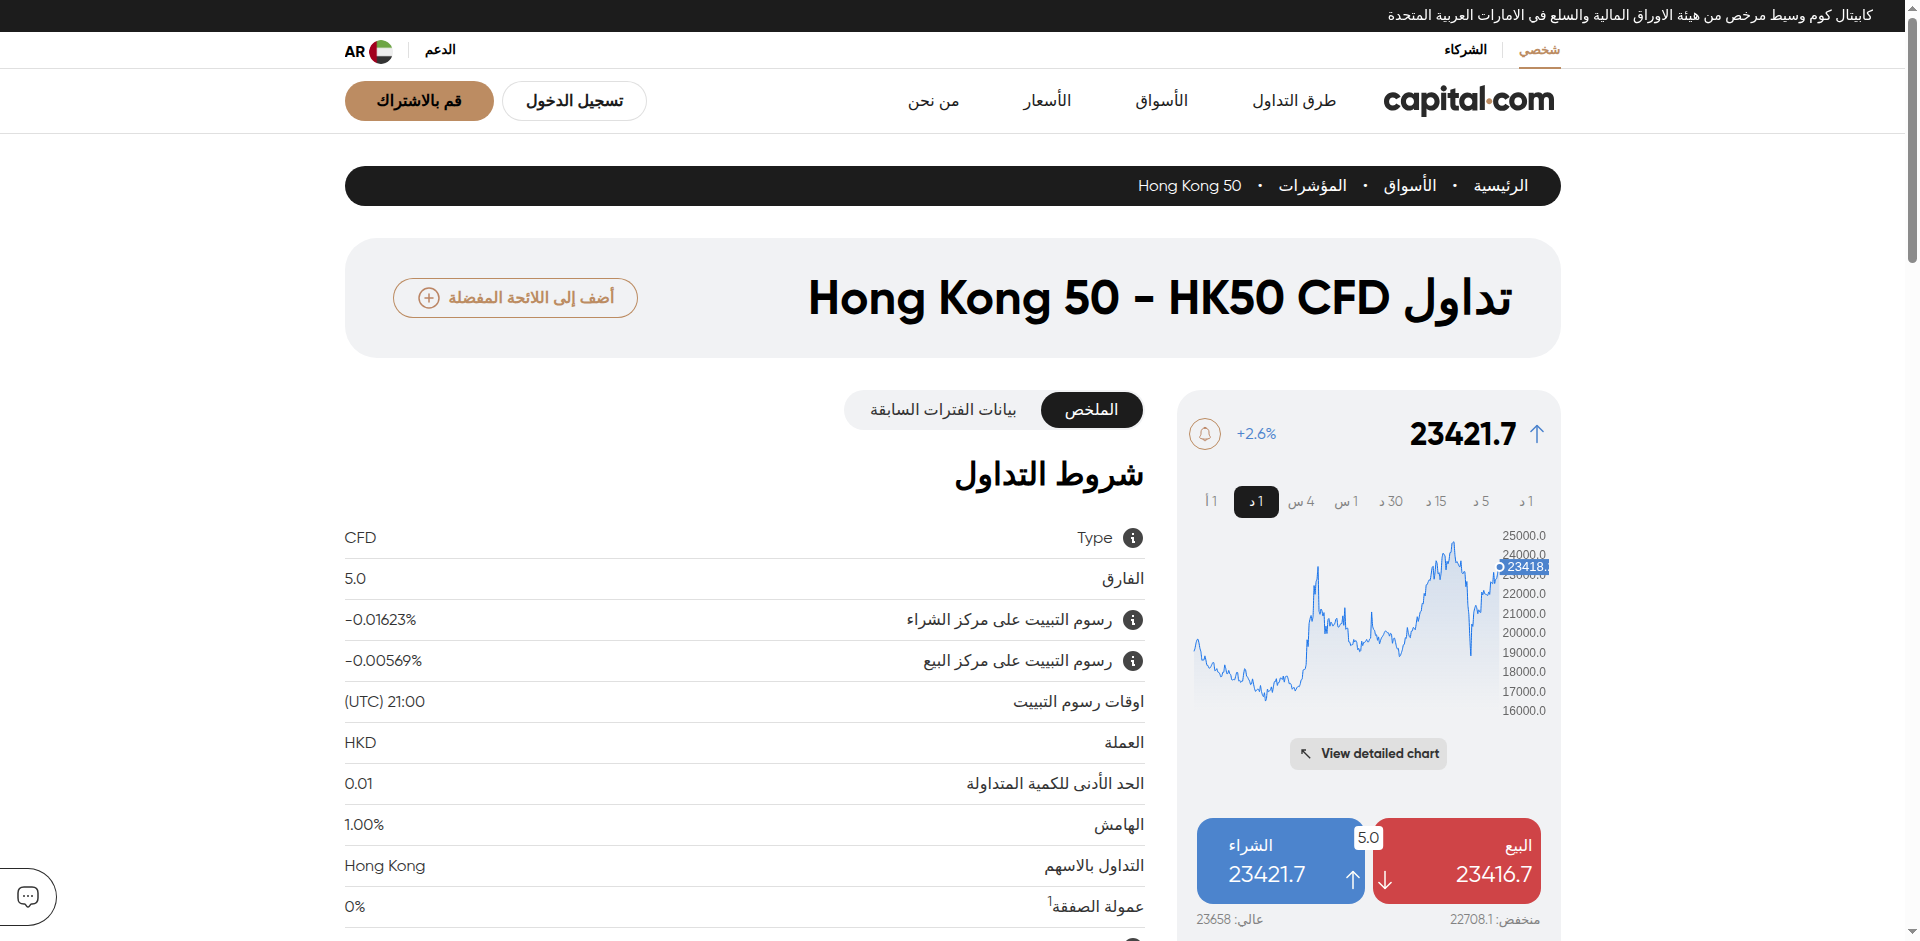 كابيتال كوم وسيط مرخص من هيئة الاوراق المالية والسلع في الامارات العربية المتحدة
شخصي
الشركاء
الدعم
AR
capital.com
طرق التداول
الأسواق
الأسعار
من نحن
تسجيل الدخول
قم بالاشتراك
الرئيسية • الأسواق • المؤشرات • Hong Kong 50
تداول Hong Kong 50 - HK50 CFD
أضف إلى اللائحة المفضلة
23421.7
+2.6%
1 د
5 د
15 د
30 د
1 س
4 س
1 د
1 أ
25000.0
24000.0
23418.
23000.0
22000.0
21000.0
20000.0
19000.0
18000.0
17000.0
16000.0
View detailed chart
البيع
23416.7
5.0
الشراء
23421.7
منخفض: 22708.1
عالي: 23658
الملخص
بيانات الفترات السابقة
شروط التداول
Type CFD
الفارق 5.0
رسوم التبييت على مركز الشراء -0.01623%
رسوم التبييت على مركز البيع -0.00569%
اوقات رسوم التبييت 21:00 (UTC)
العملة HKD
الحد الأدنى للكمية المتداولة 0.01
الهامش 1.00%
التداول بالاسهم Hong Kong
عمولة الصفقة1 0%